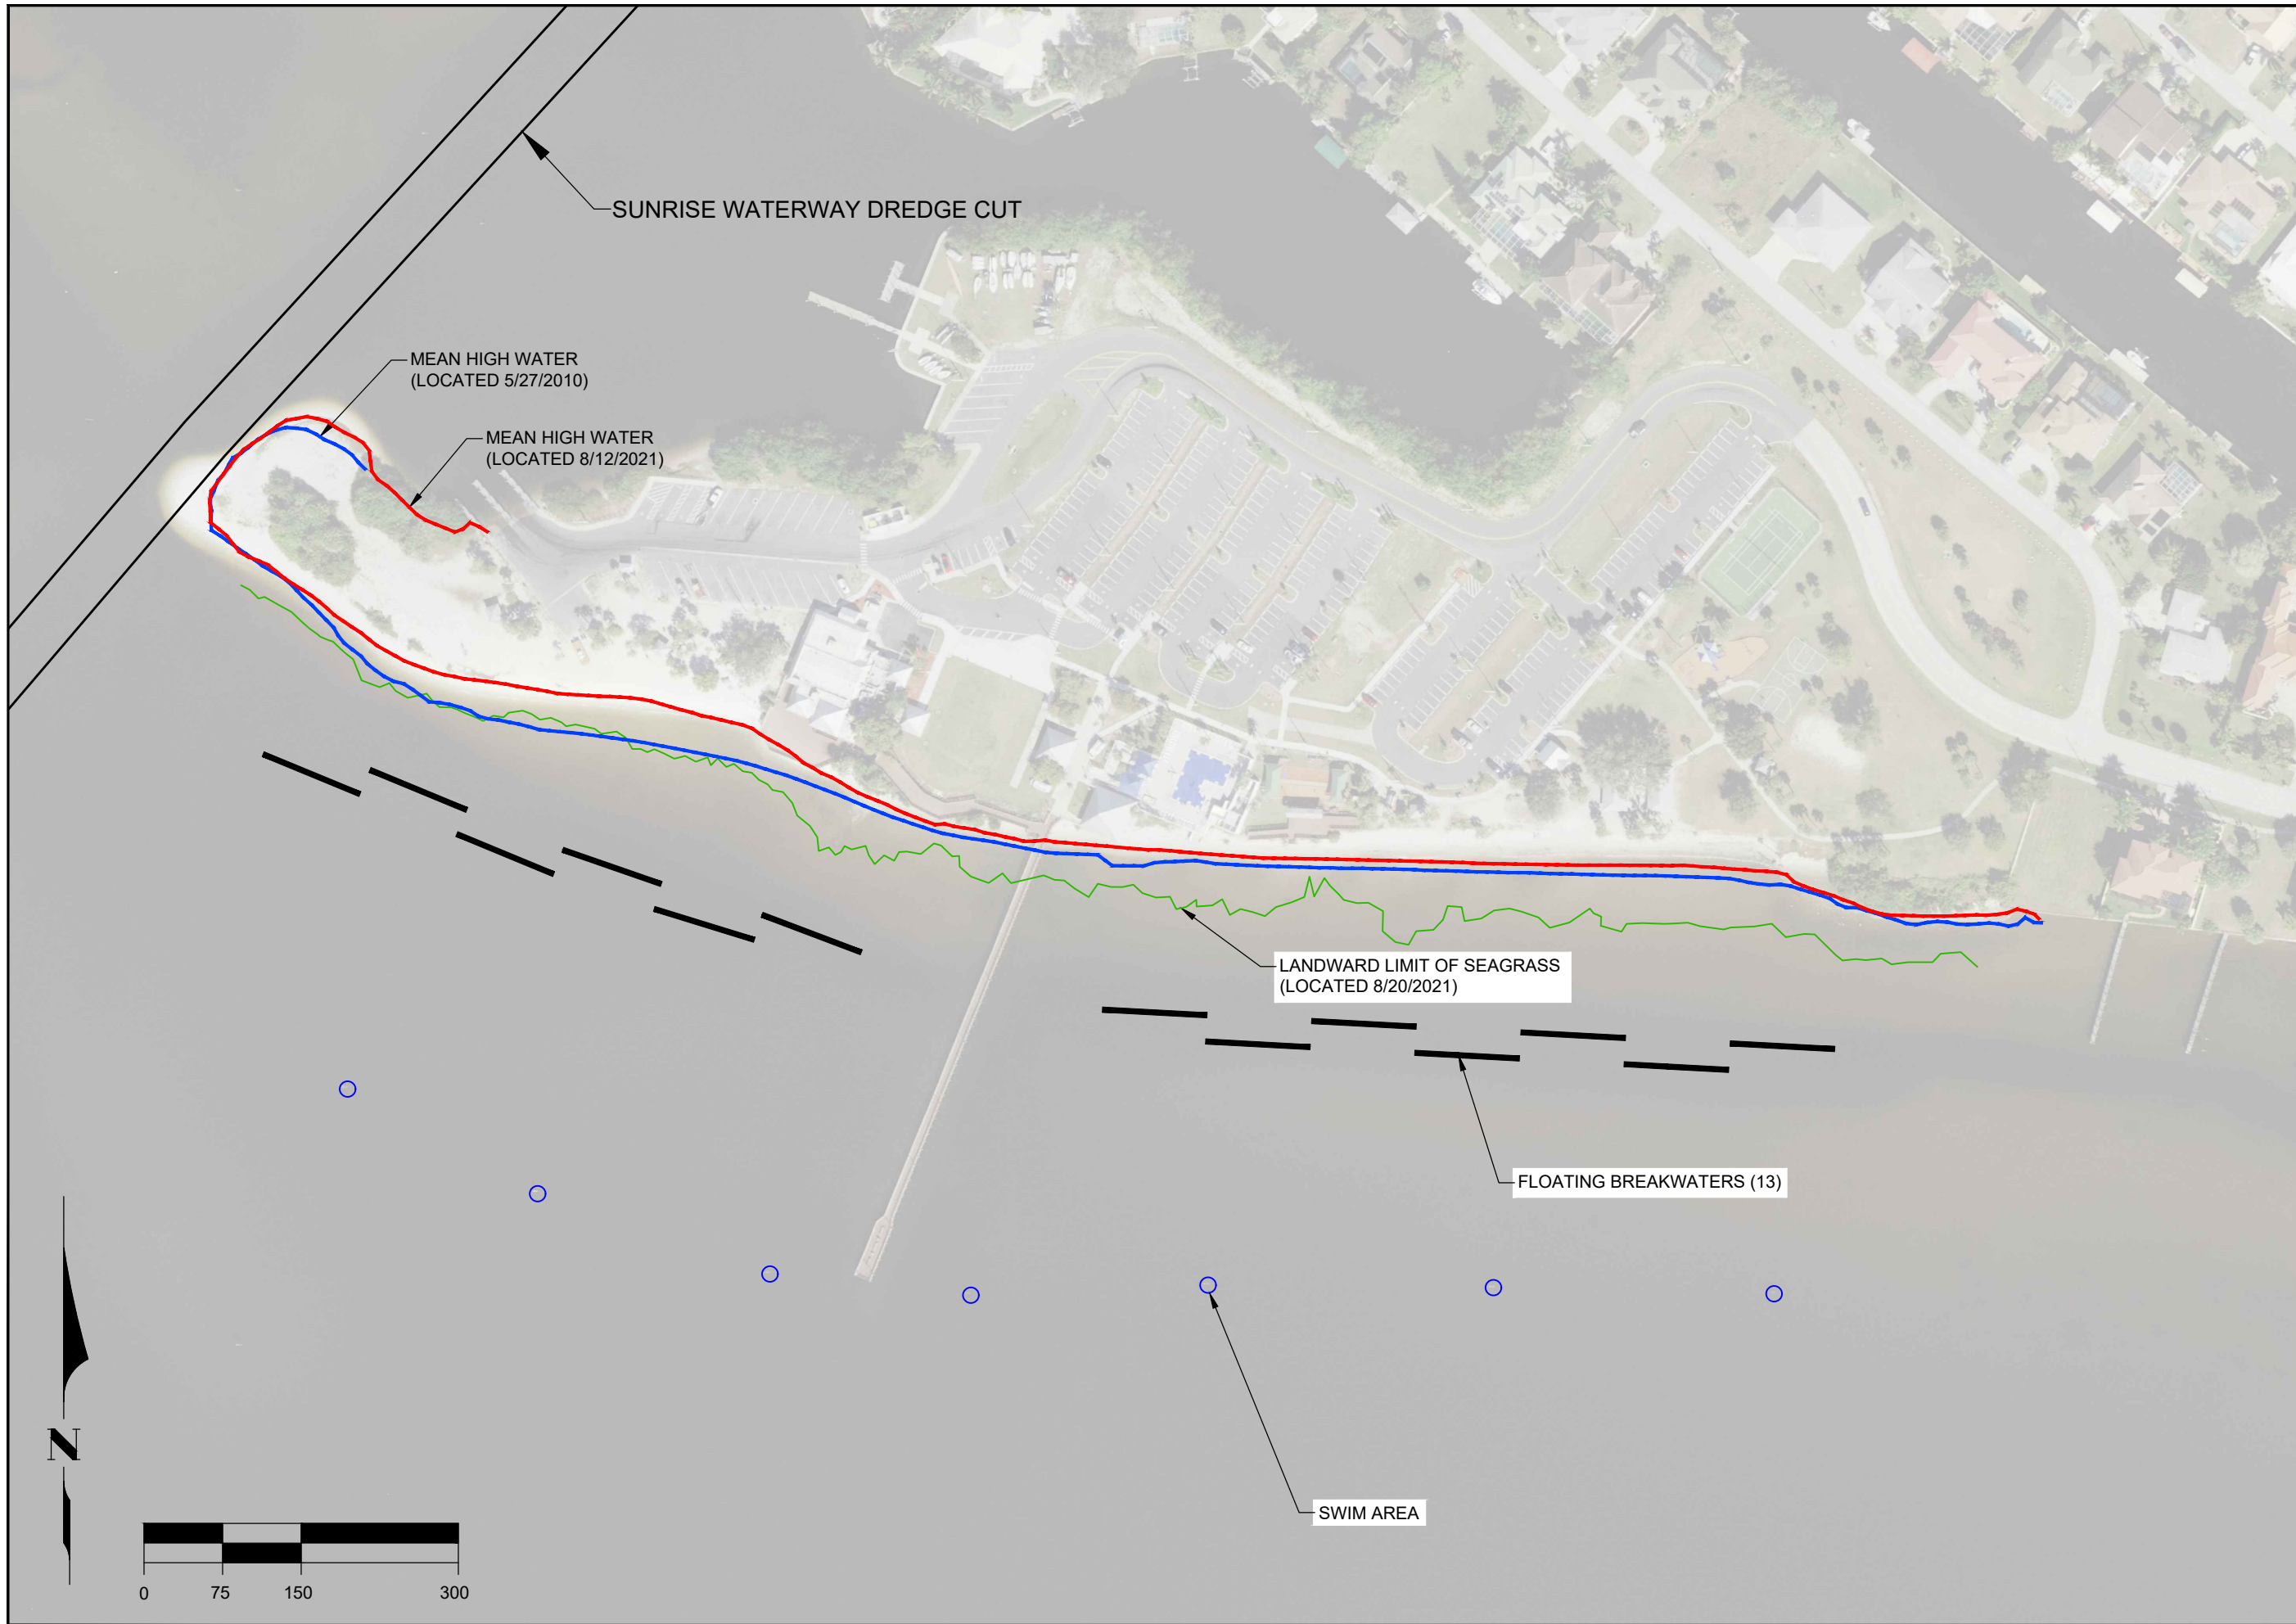 SUNRISE WATERWAY DREDGE CUT
MEAN HIGH WATER
(LOCATED 5/27/2010)
MEAN HIGH WATER
(LOCATED 8/12/2021)
LANDWARD LIMIT OF SEAGRASS
(LOCATED 8/20/2021)
FLOATING BREAKWATERS (13)
SWIM AREA
N
0 75 150 300